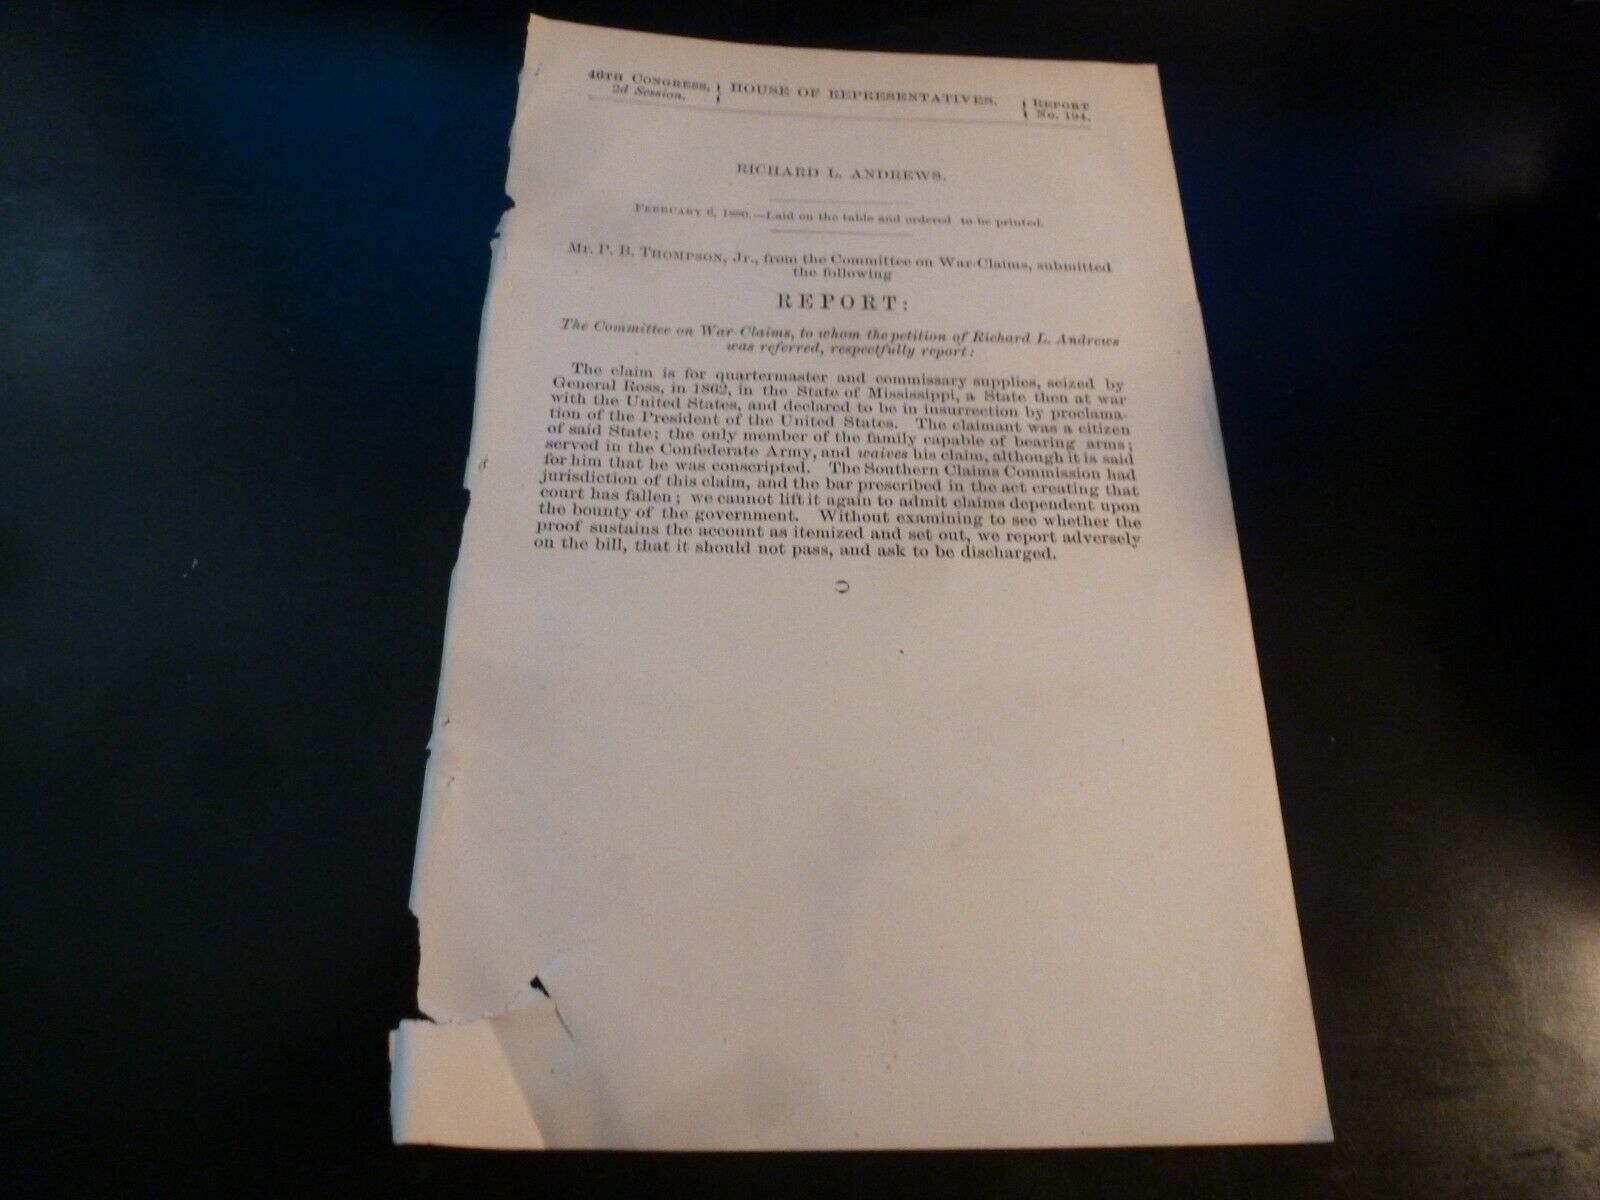 46TH CONGRESS, } HOUSE OF REPRESENTATIVES. { REPORT
2d Session. No. 194.
RICHARD L. ANDREWS.
FEBRUARY 6, 1880.—Laid on the table and ordered to be printed.
Mr. P. B. THOMPSON, Jr., from the Committee on War-Claims, submitted
the following
REPORT:
The Committee on War-Claims, to whom the petition of Richard L. Andrews
was referred, respectfully report:
The claim is for quartermaster and commissary supplies, seized by
General Ross, in 1862, in the State of Mississippi, a State then at war
with the United States, and declared to be in insurrection by proclama-
tion of the President of the United States. The claimant was a citizen
of said State; the only member of the family capable of bearing arms;
served in the Confederate Army, and waives his claim, although it is said
for him that he was conscripted. The Southern Claims Commission had
jurisdiction of this claim, and the bar prescribed in the act creating that
court has fallen; we cannot lift it again to admit claims dependent upon
the bounty of the government. Without examining to see whether the
proof sustains the account as itemized and set out, we report adversely
on the bill, that it should not pass, and ask to be discharged.